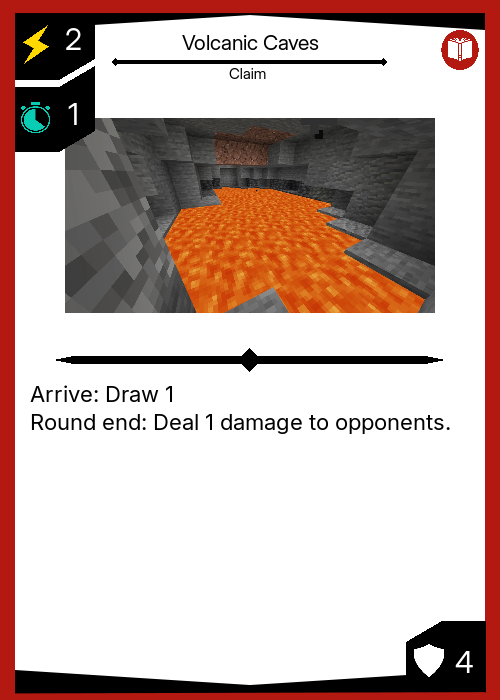 2
Volcanic Caves
Claim
1
Arrive: Draw 1
Round end: Deal 1 damage to opponents.
4